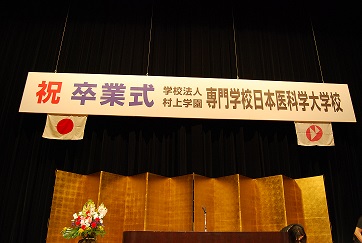 祝 卒業式 学校法人
村上学園 専門学校日本医科学大学校